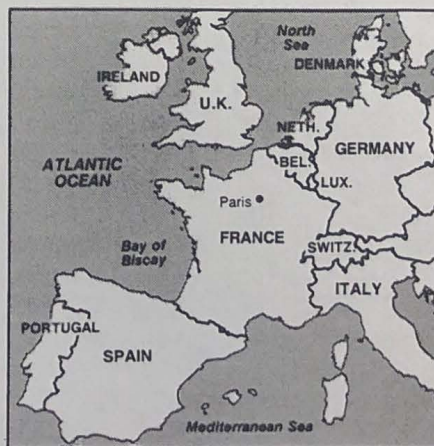 North
Sea
DENMARK
IRELAND
U.K.
NETH.
GERMANY
ATLANTIC
OCEAN
BEL.
LUX.
Paris
FRANCE
Bay of
Biscay
SWITZ.
ITALY
PORTUGAL
SPAIN
Mediterranean Sea